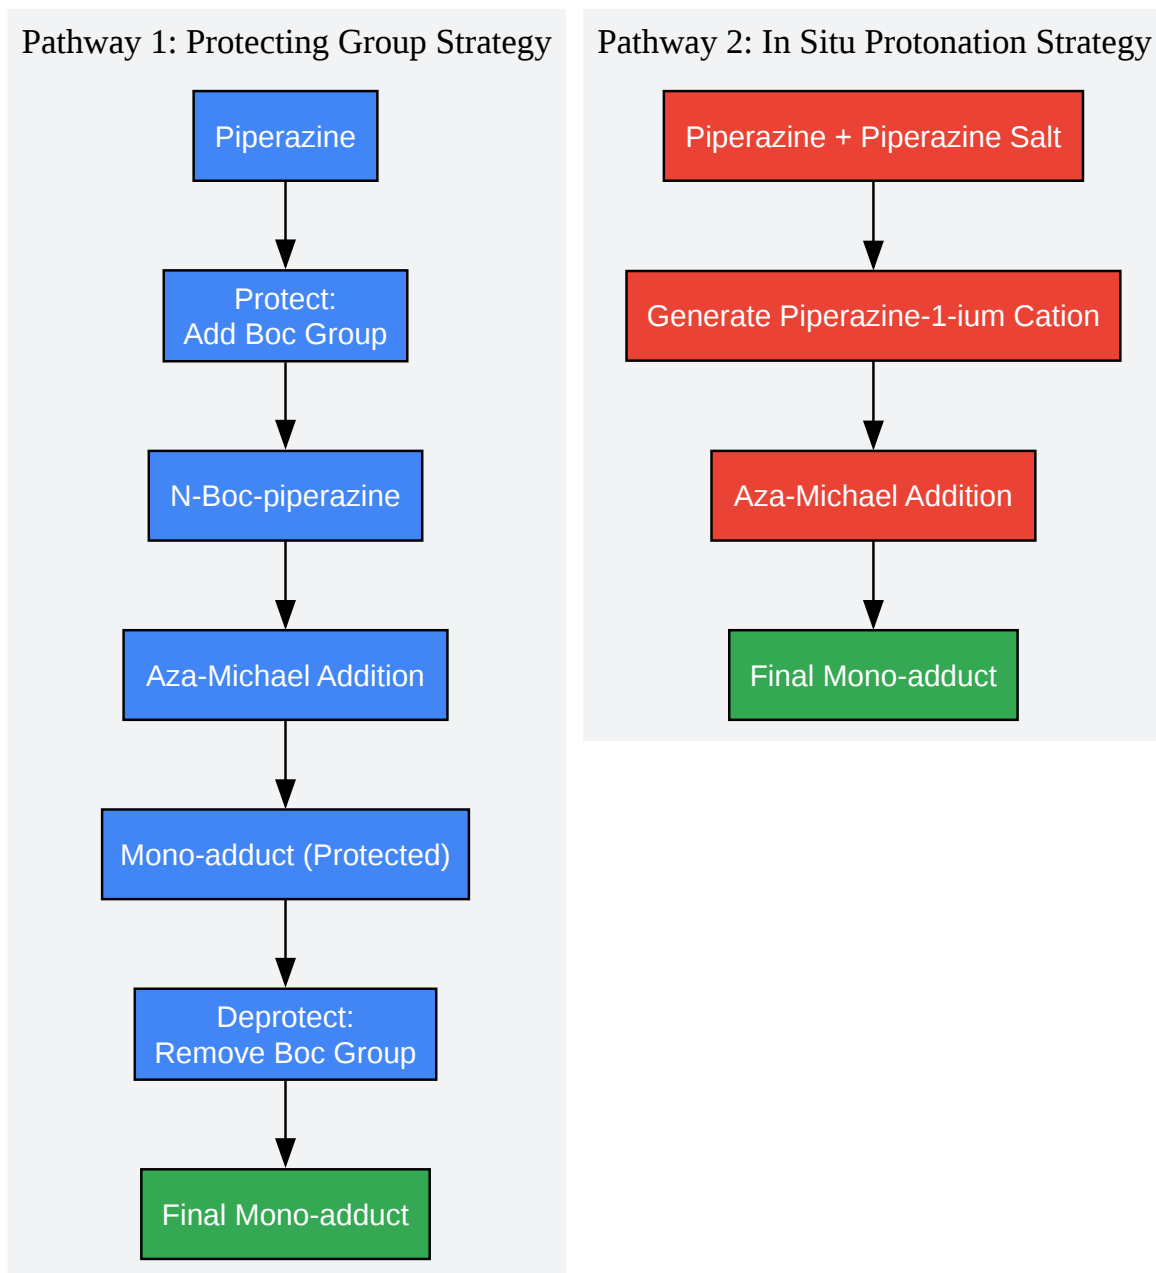 Pathway 1: Protecting Group Strategy
Piperazine
Protect:
Add Boc Group
N-Boc-piperazine
Aza-Michael Addition
Mono-adduct (Protected)
Deprotect:
Remove Boc Group
Final Mono-adduct
Pathway 2: In Situ Protonation Strategy
Piperazine + Piperazine Salt
Generate Piperazine-1-ium Cation
Aza-Michael Addition
Final Mono-adduct